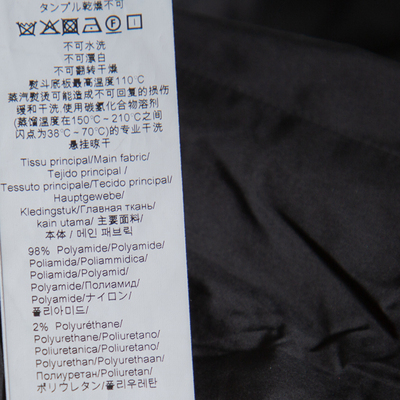 タンブル乾燥不可
不可水洗
不可漂白
不可翻转干燥
熨斗底板最高温度110℃
蒸汽熨烫可能造成不可回复的损伤
缓和干洗,使用碳氢化合物溶剂
(蒸馏温度在150℃~210℃之间
闪点为38℃~70℃)的专业干洗
悬挂晾干
Tissu principal/Main fabric/
Tejido principal /
Tessuto principale/Tecido principal/
Hauptgewebe/
Kledingstuk/Главная ткань/
kain utama/ 主要面料/
本体 / 메인 패브릭
98% Polyamide/Polyamide/
Poliamida/Poliammidica/
Poliamida/Polyamid/
Polyamide/Полиамид/
Polyamide/ナイロン/
폴리아미드/
2% Polyuréthane/
Polyurethane/Poliuretano/
Poliuretanica/Poliuretano/
Polyurethan/Polyurethaan/
Полиуретан/Poliuretan/
ポリウレタン/폴리우레탄